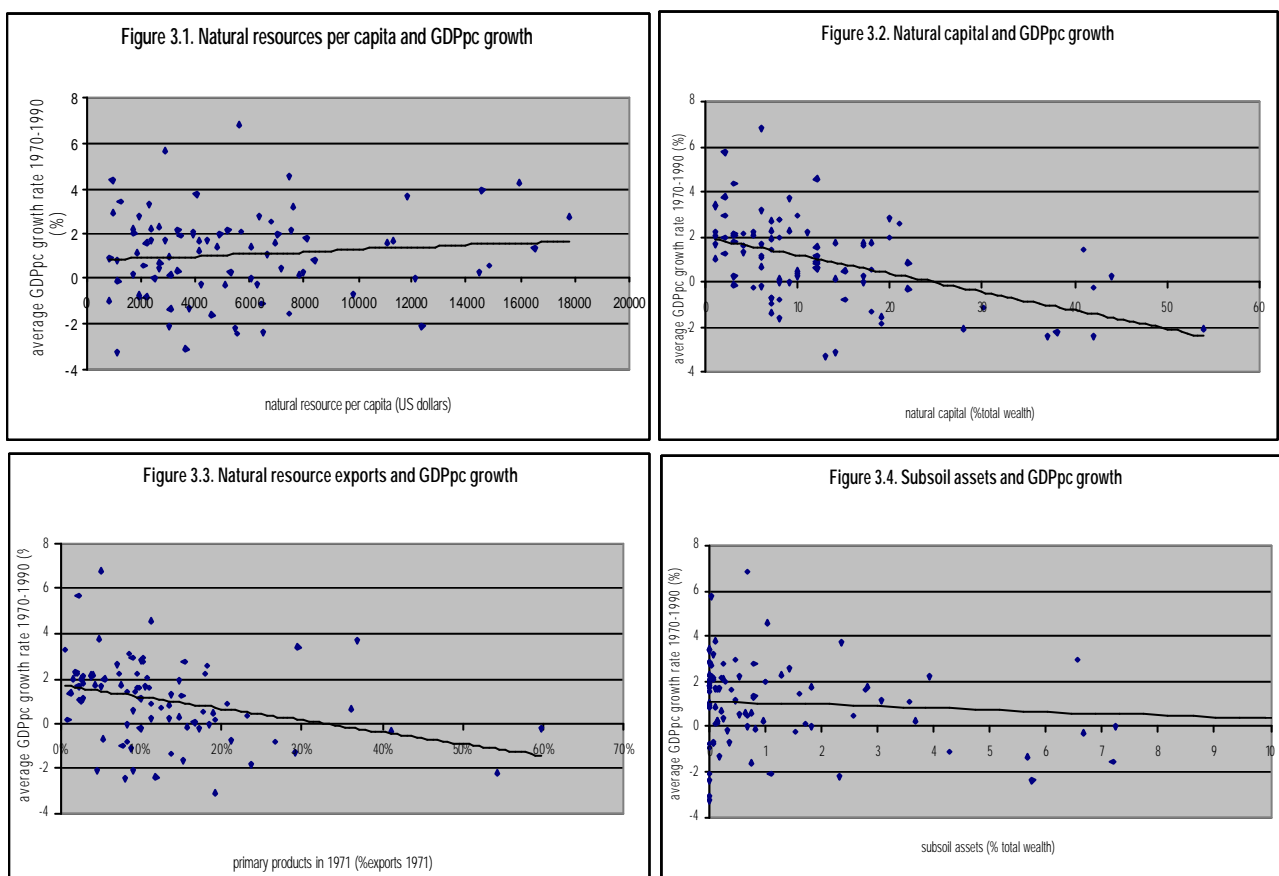 Figure 3.1. Natural resources per capita and GDPpc growth
average GDPpc growth rate 1970-1990
(%)
8
6
4
2
0
-2
-4
0 2000 4000 6000 8000 10000 12000 14000 16000 18000 20000
natural resource per capita (US dollars)
Figure 3.2. Natural capital and GDPpc growth
average GDPpc growth rate 1970-1990 (%)
8
6
4
2
0
-2
-4
0 10 20 30 40 50 60
natural capital (%total wealth)
Figure 3.3. Natural resource exports and GDPpc growth
average GDPpc growth rate 1970-1990 (%
8
6
4
2
0
-2
-4
0% 10% 20% 30% 40% 50% 60% 70%
primary products in 1971 (%exports 1971)
Figure 3.4. Subsoil assets and GDPpc growth
average GDPpc growth rate 1970-1990 (%)
8
6
4
2
0
-2
-4
0 1 2 3 4 5 6 7 8 9 10
subsoil assets (% total wealth)